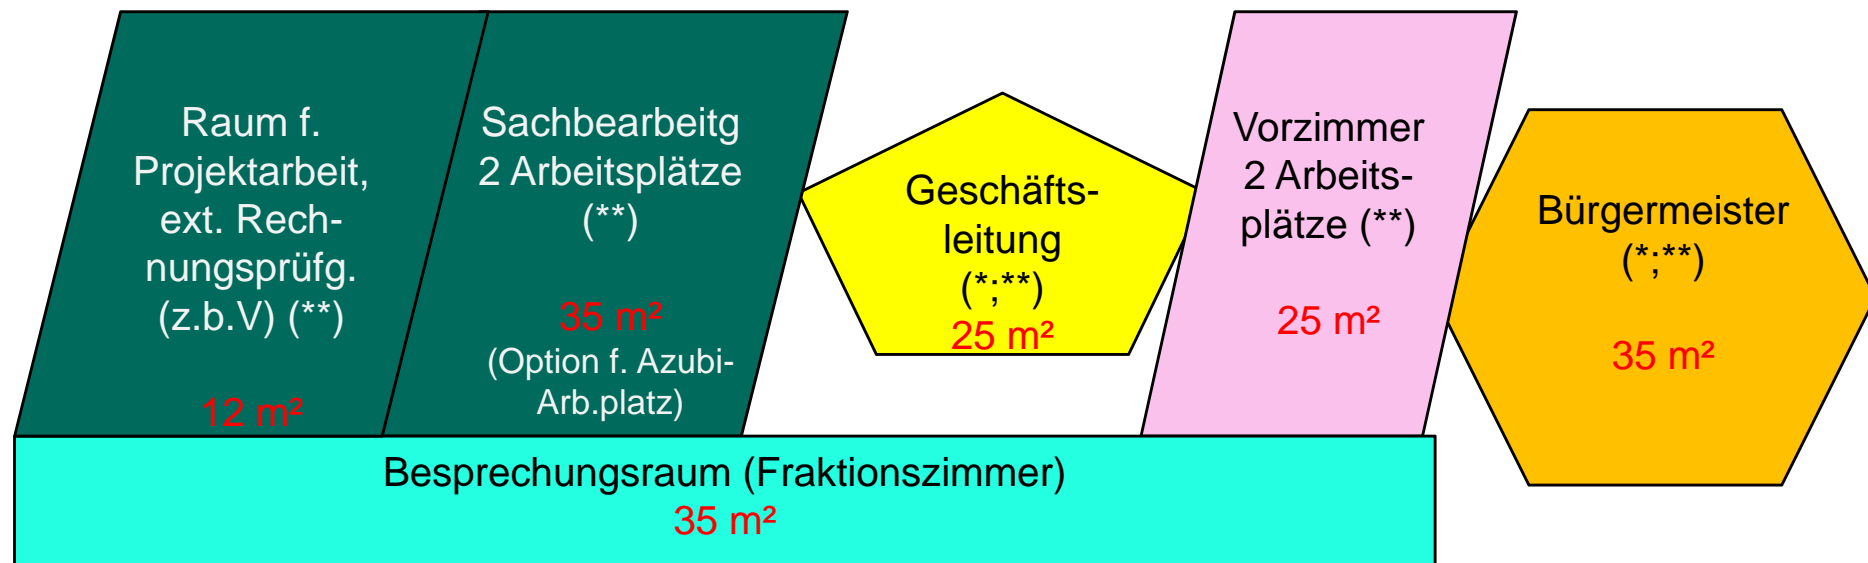 Raum f.
Projektarbeit,
ext. Rech-
nungsprüfg.
(z.b.V) (**)
12 m²
Sachbearbeitg
2 Arbeitsplätze
(**)
35 m²
(Option f. Azubi-
Arb.platz)
Geschäfts-
leitung
(*;**)
25 m²
Vorzimmer
2 Arbeits-
plätze (**)
25 m²
Bürgermeister
(*;**)
35 m²
Besprechungsraum (Fraktionszimmer)
35 m²